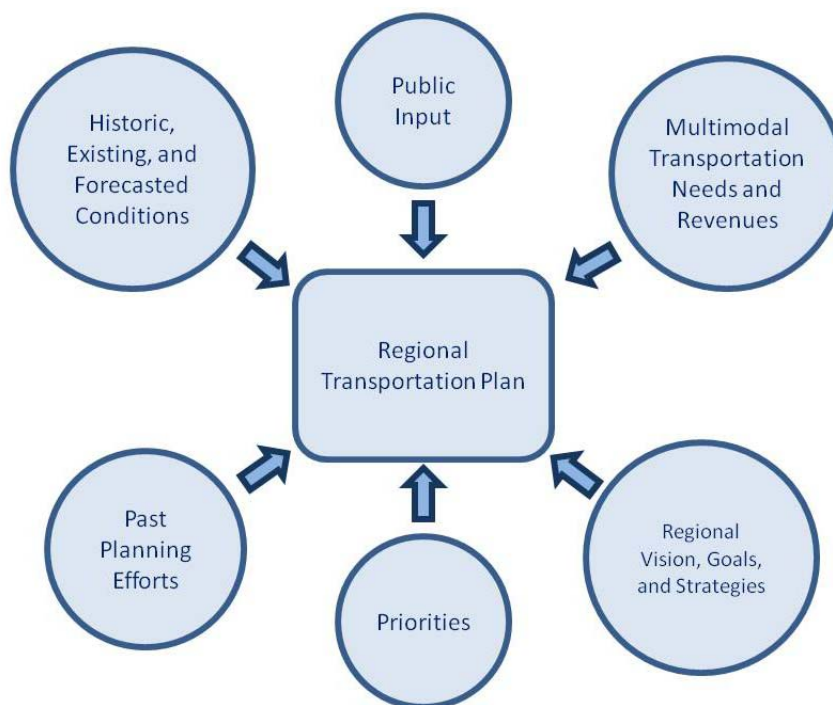 Public
Input
Historic,
Existing, and
Forecasted
Conditions
Multimodal
Transportation
Needs and
Revenues
Regional
Transportation Plan
Past
Planning
Efforts
Priorities
Regional
Vision, Goals,
and Strategies